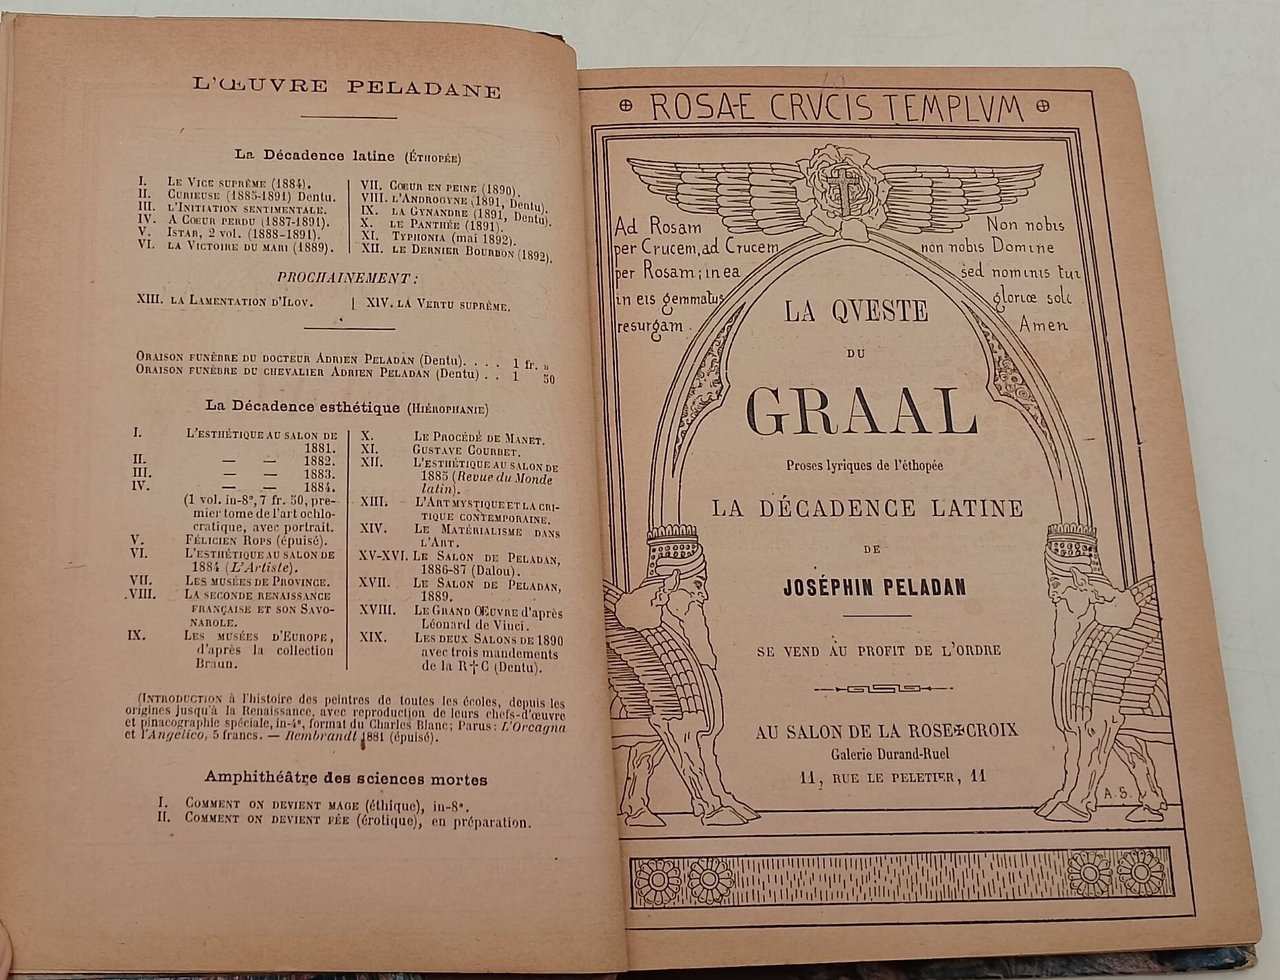 L'ŒUVRE PELADANE
La Décadence latine (ÉTHOPÉE)
I. LE VICE SUPRÊME (1884).
II. CURIEUSE (1885-1891) Dentu.
III. L'INITIATION SENTIMENTALE.
IV. A CŒUR PERDU (1887-1891).
V. ISTAR, 2 vol. (1888-1891).
VI. LA VICTOIRE DU MARI (1889).
VII. CŒUR EN PEINE (1890).
VIII. L'ANDROGYNE (1891, Dentu).
IX. LA GYNANDRE (1891, Dentu).
X. LE PANTHÉE (1891).
XI. TYPHONIA (mai 1892).
XII. LE DERNIER BOURBON (1892).
PROCHAINEMENT :
XIII. LA LAMENTATION D'ILOV.
XIV. LA VERTU SUPRÊME.
ORAISON FUNÈBRE DU DOCTEUR ADRIEN PELADAN (Dentu). . . . 1 fr. »
ORAISON FUNÈBRE DU CHEVALIER ADRIEN PELADAN (Dentu) . . 1 50
La Décadence esthétique (HIÉROPHANIE)
I. L'ESTHÉTIQUE AU SALON DE
1881.
II. — — 1882.
III. — — 1883.
IV. — — 1884.
(1 vol. in-8°, 7 fr. 50, pre-
mier tome de l'art ochlo-
cratique, avec portrait.
V. FÉLICIEN ROPS (épuisé).
VI. L'ESTHÉTIQUE AU SALON DE
1884 (L'Artiste).
VII. LES MUSÉES DE PROVINCE.
VIII. LA SECONDE RENAISSANCE
FRANÇAISE ET SON SAVO-
NAROLE.
IX. LES MUSÉES D'EUROPE,
d'après la collection
Braun.
X. LE PROCÉDÉ DE MANET.
XI. GUSTAVE COURBET.
XII. L'ESTHÉTIQUE AU SALON DE
1885 (Revue du Monde
latin).
XIII. L'ART MYSTIQUE ET LA CRI-
TIQUE CONTEMPORAINE.
XIV. LE MATÉRIALISME DANS
L'ART.
XV-XVI. LE SALON DE PELADAN,
1886-87 (Dalou).
XVII. LE SALON DE PELADAN,
1889.
XVIII. LE GRAND ŒUVRE d'après
Léonard de Vinci.
XIX. LES DEUX SALONS DE 1890
avec trois mandements
de la R†C (Dentu).
(INTRODUCTION à l'histoire des peintres de toutes les écoles, depuis les
origines jusqu'à la Renaissance, avec reproduction de leurs chefs-d'œuvre
et pinacographie spéciale, in-4°, format du Charles Blanc; Parus : L'Orcagna
et l'Angelico, 5 francs. — Rembrandt 1881 (épuisé).
Amphithéâtre des sciences mortes
I. COMMENT ON DEVIENT MAGE (éthique), in-8°.
II. COMMENT ON DEVIENT FÉE (érotique), en préparation.
⊕ ROSAE CRVCIS TEMPLVM ⊕
T
Ad Rosam
per Crucem, ad Crucem
per Rosam; in ea
in eis gemmatus
resurgam.
Non nobis
non nobis Domine
sed nominis tui
gloriœ soli
Amen
LA QVESTE
DU
GRAAL
Proses lyriques de l'éthopée
LA DÉCADENCE LATINE
DE
JOSÉPHIN PELADAN
SE VEND AU PROFIT DE L'ORDRE
AU SALON DE LA ROSE✠CROIX
Galerie Durand-Ruel
11, RUE LE PELETIER, 11
A.S.